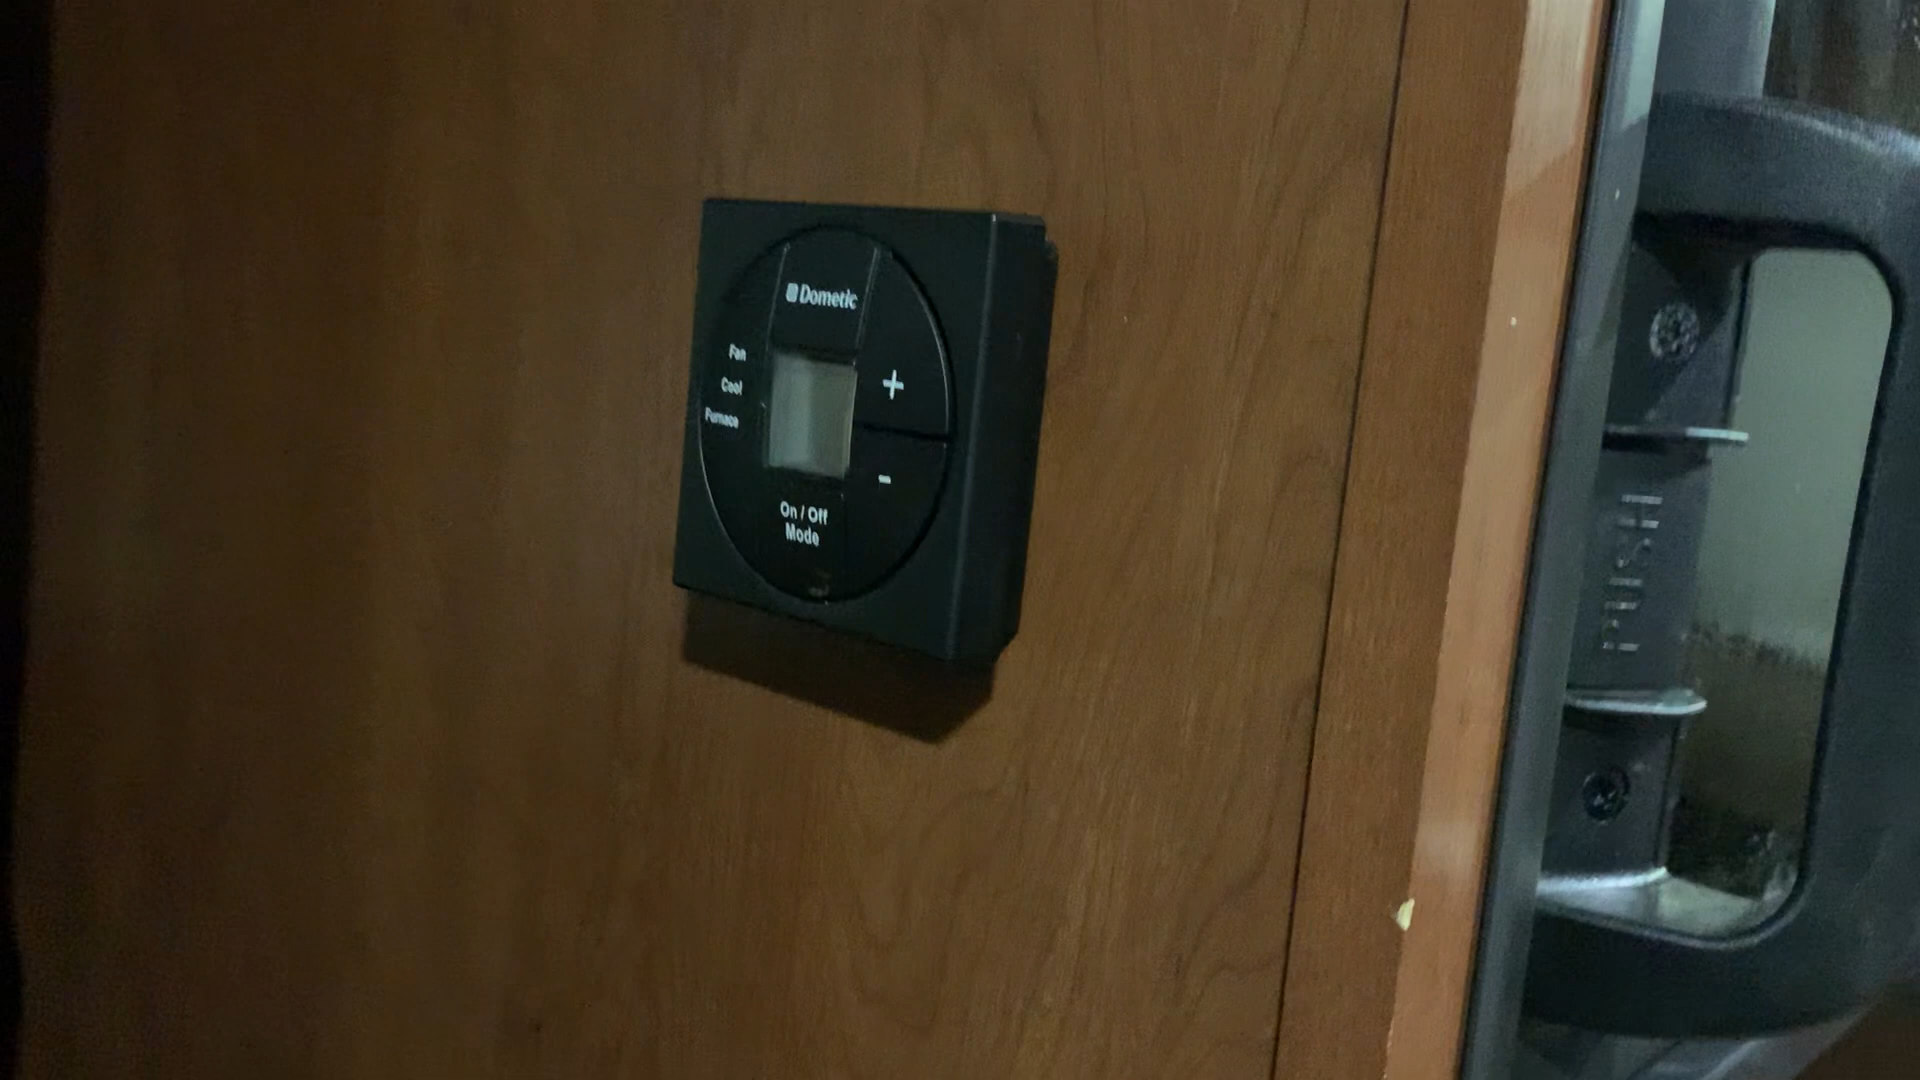 Dometic
Fan
Cool
Furnace
+
-
On / Off
Mode
PUSH